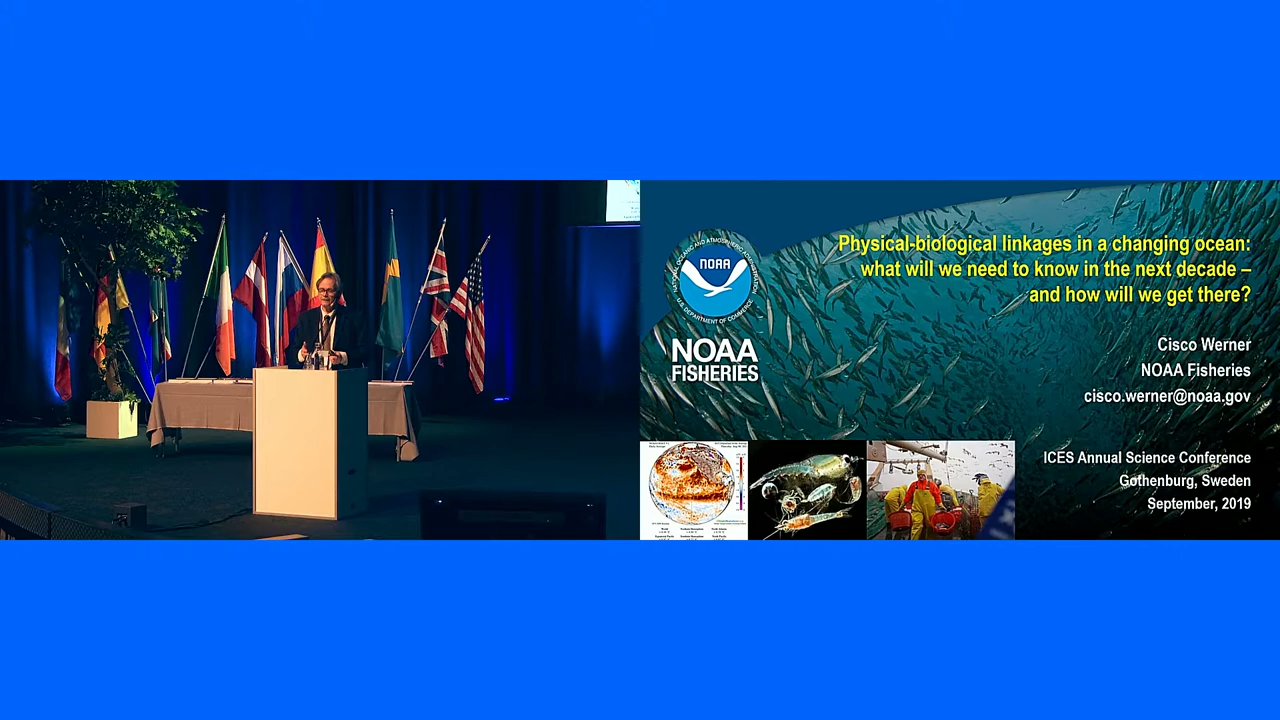 Physical-biological linkages in a changing ocean:
what will we need to know in the next decade –
and how will we get there?
NATIONAL OCEANIC AND ATMOSPHERIC ADMINISTRATION
NOAA
U.S. DEPARTMENT OF COMMERCE
NOAA
FISHERIES
Cisco Werner
NOAA Fisheries
cisco.werner@noaa.gov
ICES Annual Science Conference
Gothenburg, Sweden
September, 2019